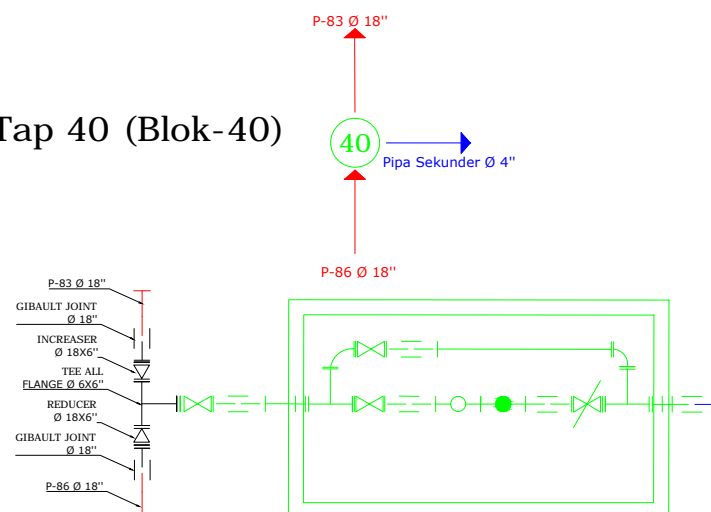 P-83 Ø 18"
Tap 40 (Blok-40)
40
Pipa Sekunder Ø 4"
P-86 Ø 18"
P-83 Ø 18"
GIBAULT JOINT
Ø 18"
INCREASER
Ø 18X6"
TEE ALL
FLANGE Ø 6X6"
REDUCER
Ø 18X6"
GIBAULT JOINT
Ø 18"
P-86 Ø 18"